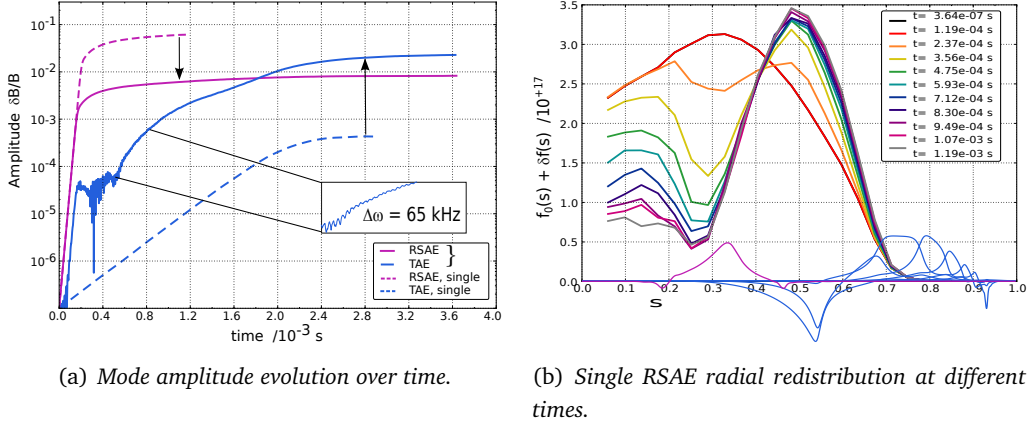 Amplitude δB/B
10⁻¹
10⁻²
10⁻³
10⁻⁴
10⁻⁵
10⁻⁶
Δω = 65 kHz
RSAE }
TAE
RSAE, single
TAE, single
0.0 0.4 0.8 1.2 1.6 2.0 2.4 2.8 3.2 3.6 4.0
time /10⁻³ s
(a) Mode amplitude evolution over time.
f₀(s) + δf(s) /10⁺¹⁷
3.5
3.0
2.5
2.0
1.5
1.0
0.5
0.0
t= 3.64e-07 s
t= 1.19e-04 s
t= 2.37e-04 s
t= 3.56e-04 s
t= 4.75e-04 s
t= 5.93e-04 s
t= 7.12e-04 s
t= 8.30e-04 s
t= 9.49e-04 s
t= 1.07e-03 s
t= 1.19e-03 s
0.0 0.1 0.2 0.3 0.4 0.5 0.6 0.7 0.8 0.9 1.0
s
(b) Single RSAE radial redistribution at different
times.